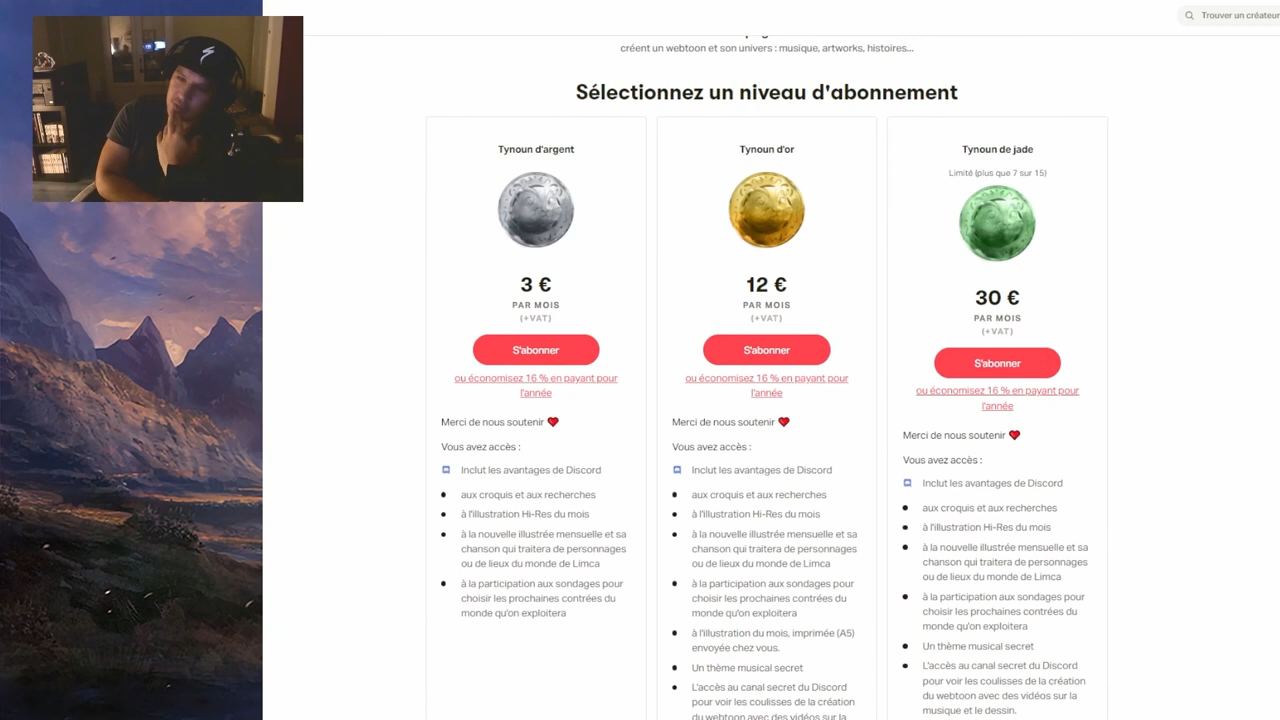 Trouver un créateur
créent un webtoon et son univers : musique, artworks, histoires...
Sélectionnez un niveau d'abonnement
Tynoun d'argent
3 €
PAR MOIS
(+VAT)
S'abonner
ou économisez 16 % en payant pour
l'année
Merci de nous soutenir ❤
Vous avez accès :
Inclut les avantages de Discord
• aux croquis et aux recherches
• à l'illustration Hi-Res du mois
• à la nouvelle illustrée mensuelle et sa
chanson qui traitera de personnages
ou de lieux du monde de Limca
• à la participation aux sondages pour
choisir les prochaines contrées du
monde qu'on exploitera
Tynoun d'or
12 €
PAR MOIS
(+VAT)
S'abonner
ou économisez 16 % en payant pour
l'année
Merci de nous soutenir ❤
Vous avez accès :
Inclut les avantages de Discord
• aux croquis et aux recherches
• à l'illustration Hi-Res du mois
• à la nouvelle illustrée mensuelle et sa
chanson qui traitera de personnages
ou de lieux du monde de Limca
• à la participation aux sondages pour
choisir les prochaines contrées du
monde qu'on exploitera
• à l'illustration du mois, imprimée (A5)
envoyée chez vous.
• Un thème musical secret
• L'accès au canal secret du Discord
pour voir les coulisses de la création
du webtoon avec des vidéos sur la
Tynoun de jade
Limité (plus que 7 sur 15)
30 €
PAR MOIS
(+VAT)
S'abonner
ou économisez 16 % en payant pour
l'année
Merci de nous soutenir ❤
Vous avez accès :
Inclut les avantages de Discord
• aux croquis et aux recherches
• à l'illustration Hi-Res du mois
• à la nouvelle illustrée mensuelle et sa
chanson qui traitera de personnages
ou de lieux du monde de Limca
• à la participation aux sondages pour
choisir les prochaines contrées du
monde qu'on exploitera
• Un thème musical secret
• L'accès au canal secret du Discord
pour voir les coulisses de la création
du webtoon avec des vidéos sur la
musique et le dessin.